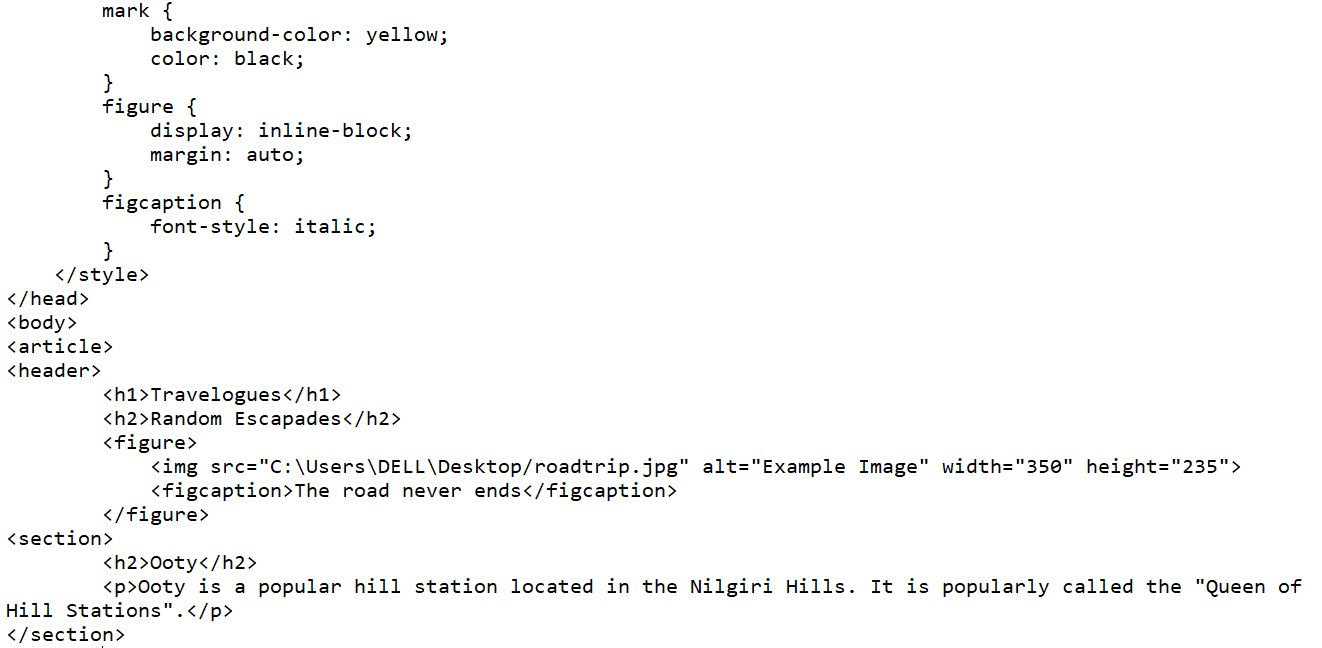 mark {
            background-color: yellow;
            color: black;
        }
        figure {
            display: inline-block;
            margin: auto;
        }
        figcaption {
            font-style: italic;
        }
    </style>
</head>
<body>
<article>
<header>
        <h1>Travelogues</h1>
        <h2>Random Escapades</h2>
        <figure>
            <img src="C:\Users\DELL\Desktop/roadtrip.jpg" alt="Example Image" width="350" height="235">
            <figcaption>The road never ends</figcaption>
        </figure>
<section>
        <h2>Ooty</h2>
        <p>Ooty is a popular hill station located in the Nilgiri Hills. It is popularly called the "Queen of
Hill Stations".</p>
</section>